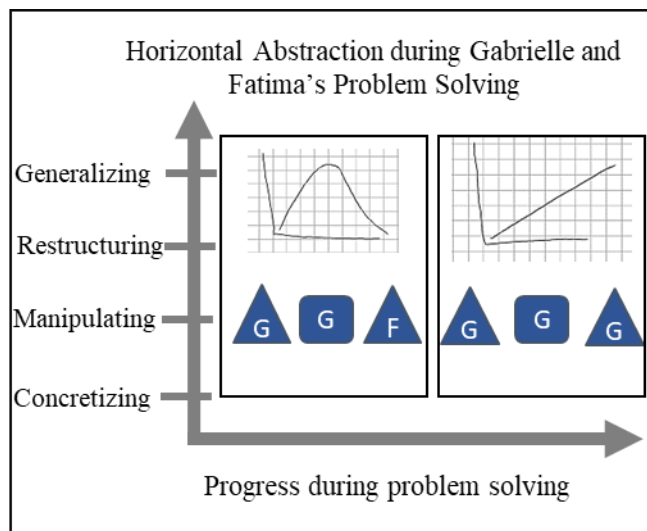 Horizontal Abstraction during Gabrielle and
Fatima's Problem Solving
Generalizing
Restructuring
Manipulating
Concretizing
G G F
G G G
Progress during problem solving